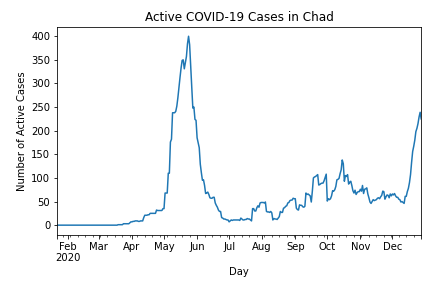 Active COVID-19 Cases in Chad
Number of Active Cases
400
350
300
250
200
150
100
50
0
Feb Mar Apr May Jun Jul Aug Sep Oct Nov Dec
2020
Day